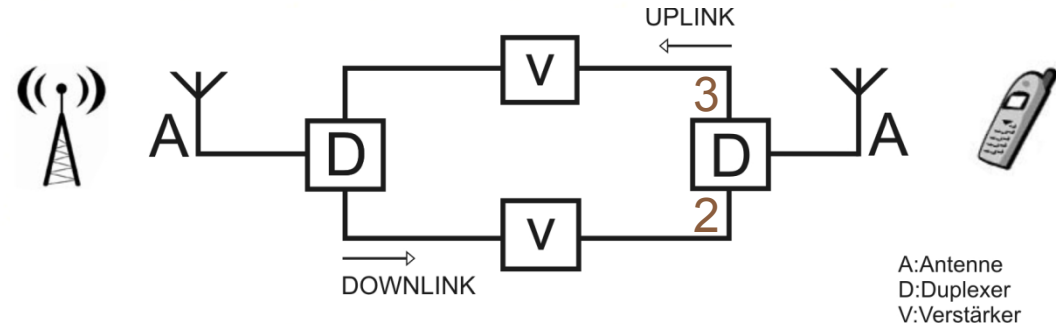 UPLINK
V
3
A
D
D
A
2
V
DOWNLINK
A:Antenne
D:Duplexer
V:Verstärker